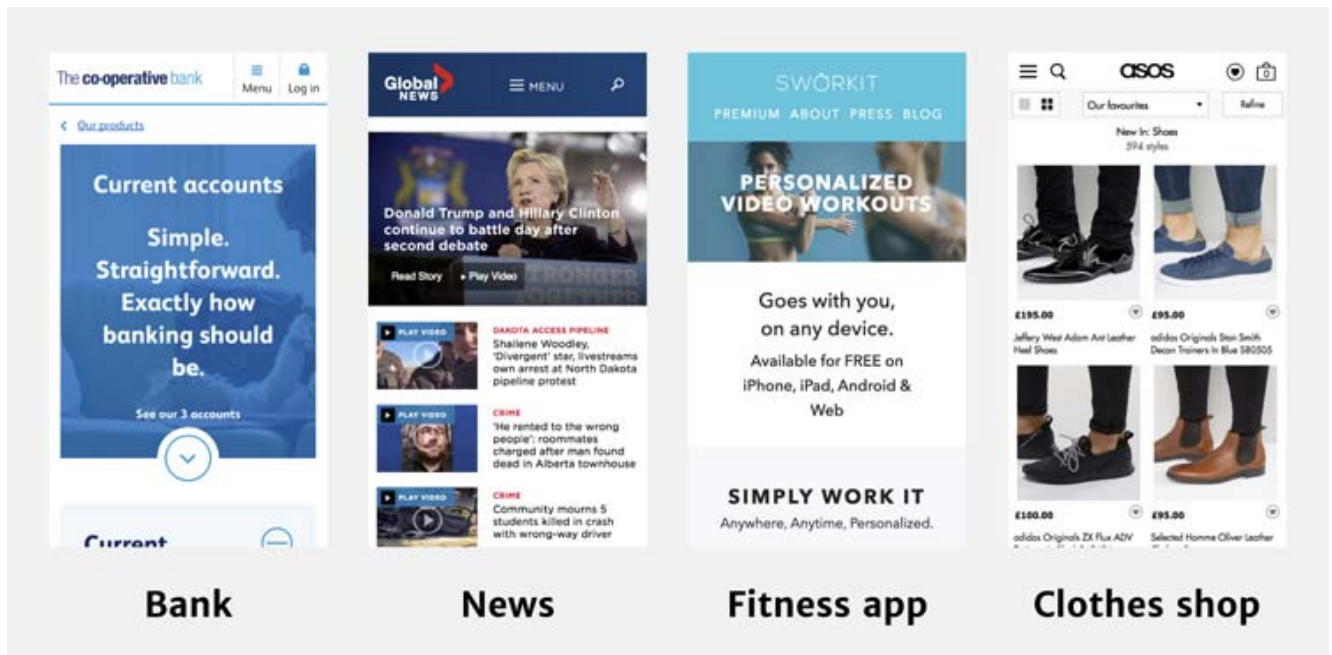 The co-operative bank
Menu
Log in
Our products
Current accounts
Simple.
Straightforward.
Exactly how
banking should
be.
See our 3 accounts
Current
Bank
Global
NEWS
MENU
Donald Trump and Hillary Clinton
continue to battle day after
second debate
Read Story
Play Video
TRONGER
TOGETHER
PLAY VIDEO
DAKOTA ACCESS PIPELINE
Shailene Woodley,
'Divergent' star, livestreams
own arrest at North Dakota
pipeline protest
PLAY VIDEO
CRIME
'He rented to the wrong
people': roommates
charged after man found
dead in Alberta townhouse
PLAY VIDEO
CRIME
Community mourns 5
students killed in crash
with wrong-way driver
News
SWORKIT
PREMIUM ABOUT PRESS BLOG
PERSONALIZED
VIDEO WORKOUTS
Goes with you,
on any device.
Available for FREE on
iPhone, iPad, Android &
Web
SIMPLY WORK IT
Anywhere, Anytime, Personalized.
Fitness app
asos
0
Our favourites
Refine
New In: Shoes
594 styles
£195.00
Jeffery West Adam Ant Leather
Heel Shoes
£95.00
adidas Originals Stan Smith
Decon Trainers In Blue S80505
£100.00
adidas Originals ZX Flux ADV
£95.00
Selected Homme Oliver Leather
Clothes shop